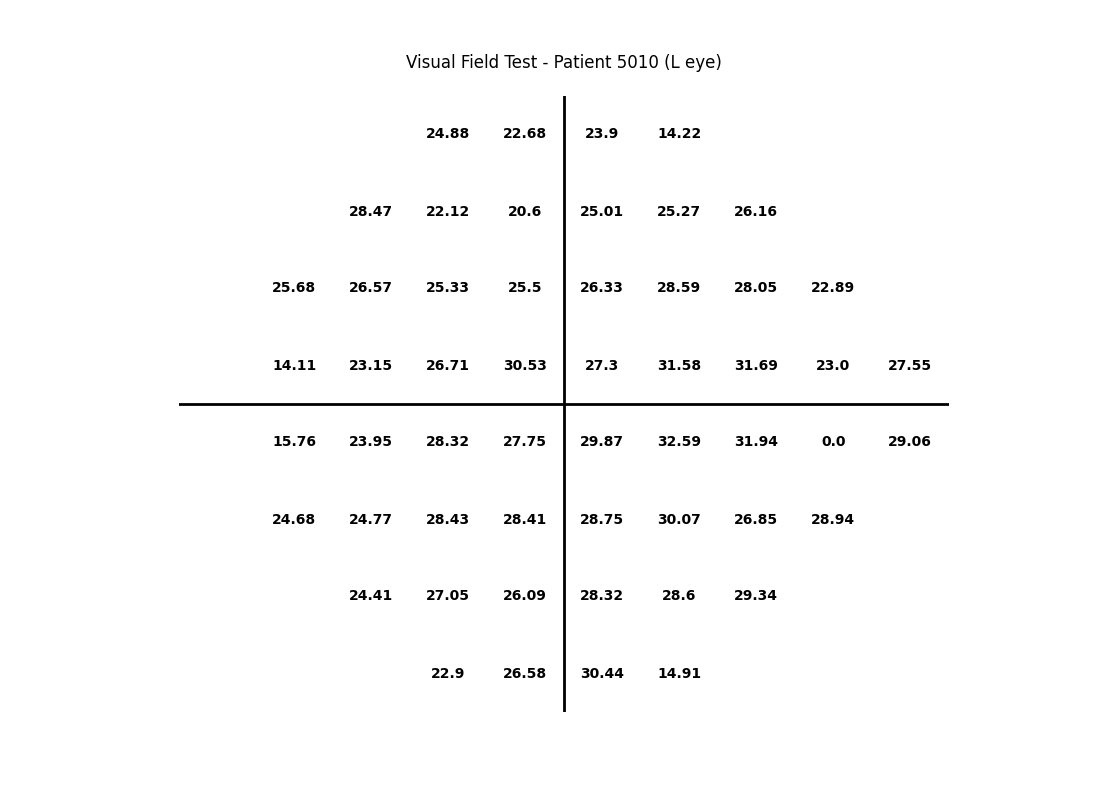 Visual Field Test - Patient 5010 (L eye)
24.88 22.68 23.9 14.22
28.47 22.12 20.6 25.01 25.27 26.16
25.68 26.57 25.33 25.5 26.33 28.59 28.05 22.89
14.11 23.15 26.71 30.53 27.3 31.58 31.69 23.0 27.55
15.76 23.95 28.32 27.75 29.87 32.59 31.94 0.0 29.06
24.68 24.77 28.43 28.41 28.75 30.07 26.85 28.94
24.41 27.05 26.09 28.32 28.6 29.34
22.9 26.58 30.44 14.91